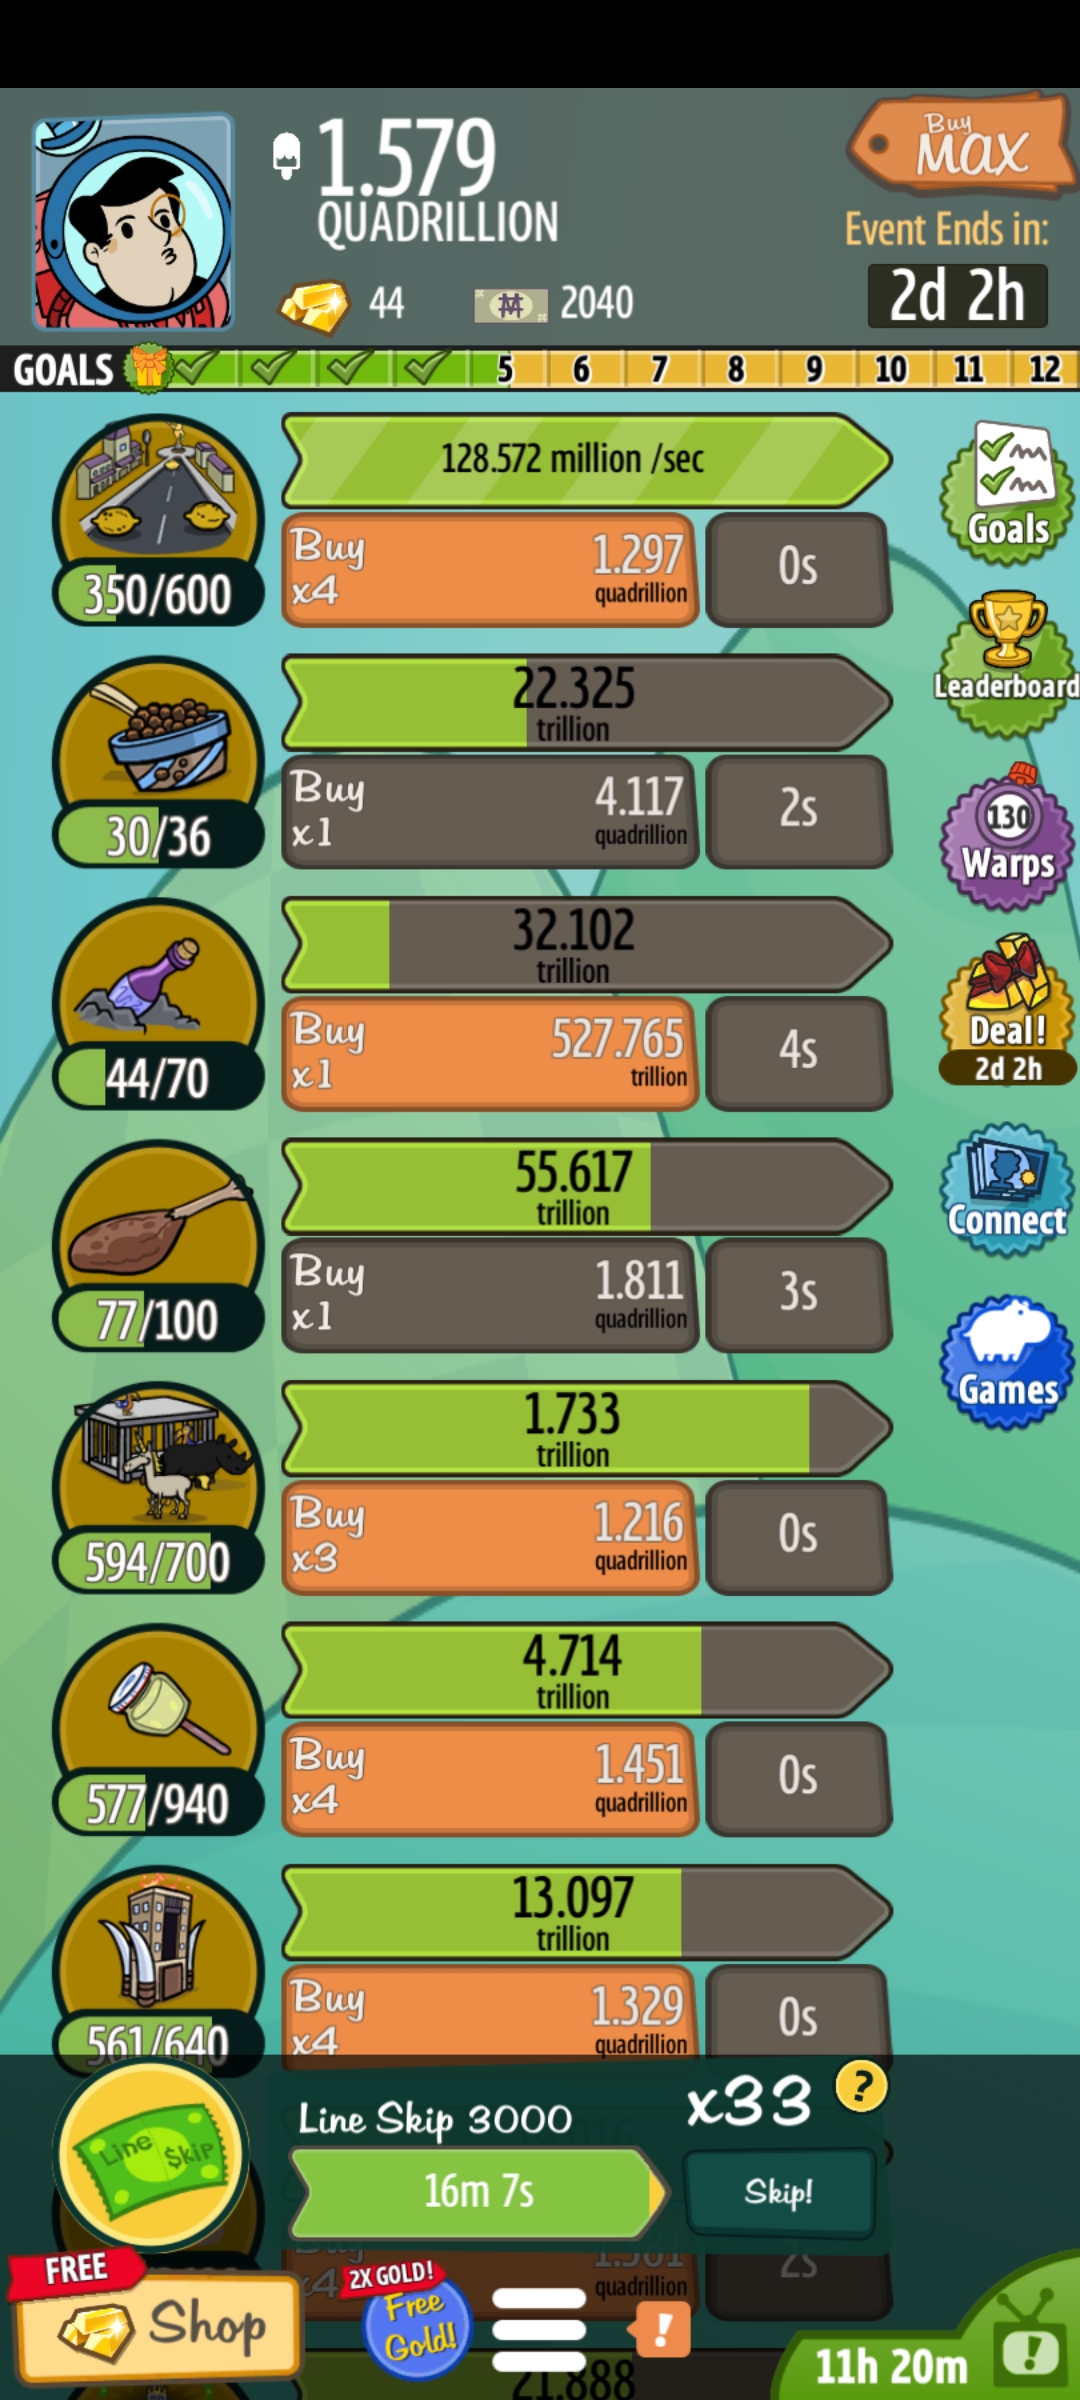 1.579
QUADRILLION
44
2040
Buy
MAX
Event Ends in:
2d 2h
GOALS 5 6 7 8 9 10 11 12
128.572 million /sec
Buy
x4
1.297
quadrillion
0s
350/600
22.325
trillion
Buy
x1
4.117
quadrillion
2s
30/36
32.102
trillion
Buy
x1
527.765
trillion
4s
44/70
55.617
trillion
Buy
x1
1.811
quadrillion
3s
77/100
1.733
trillion
Buy
x3
1.216
quadrillion
0s
594/700
4.714
trillion
Buy
x4
1.451
quadrillion
0s
577/940
13.097
trillion
Buy
x4
1.329
quadrillion
0s
561/640
Goals
Leaderboard
130
Warps
Deal!
2d 2h
Connect
Games
Line Skip
Line Skip 3000
x33
?
16m 7s
Skip!
Buy
x4
quadrillion
2s
FREE
Shop
2X GOLD!
Free
Gold!
!
21.888
11h 20m
!